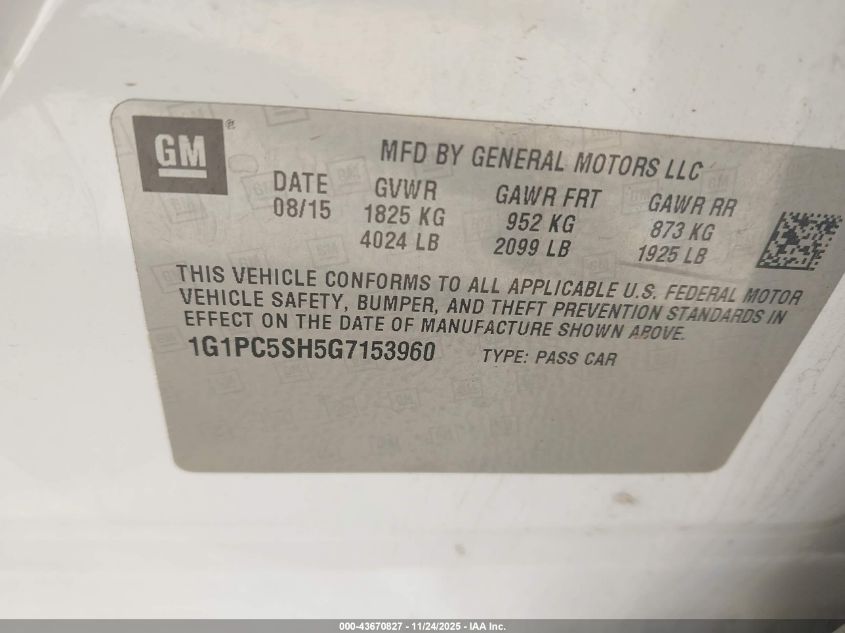 GM®
MFD BY GENERAL MOTORS LLC
DATE GVWR GAWR FRT GAWR RR
08/15 1825 KG 952 KG 873 KG
4024 LB 2099 LB 1925 LB
THIS VEHICLE CONFORMS TO ALL APPLICABLE U.S. FEDERAL MOTOR
VEHICLE SAFETY, BUMPER, AND THEFT PREVENTION STANDARDS IN
EFFECT ON THE DATE OF MANUFACTURE SHOWN ABOVE.
1G1PC5SH5G7153960 TYPE: PASS CAR
000-43670827 - 11/24/2025 - IAA Inc.